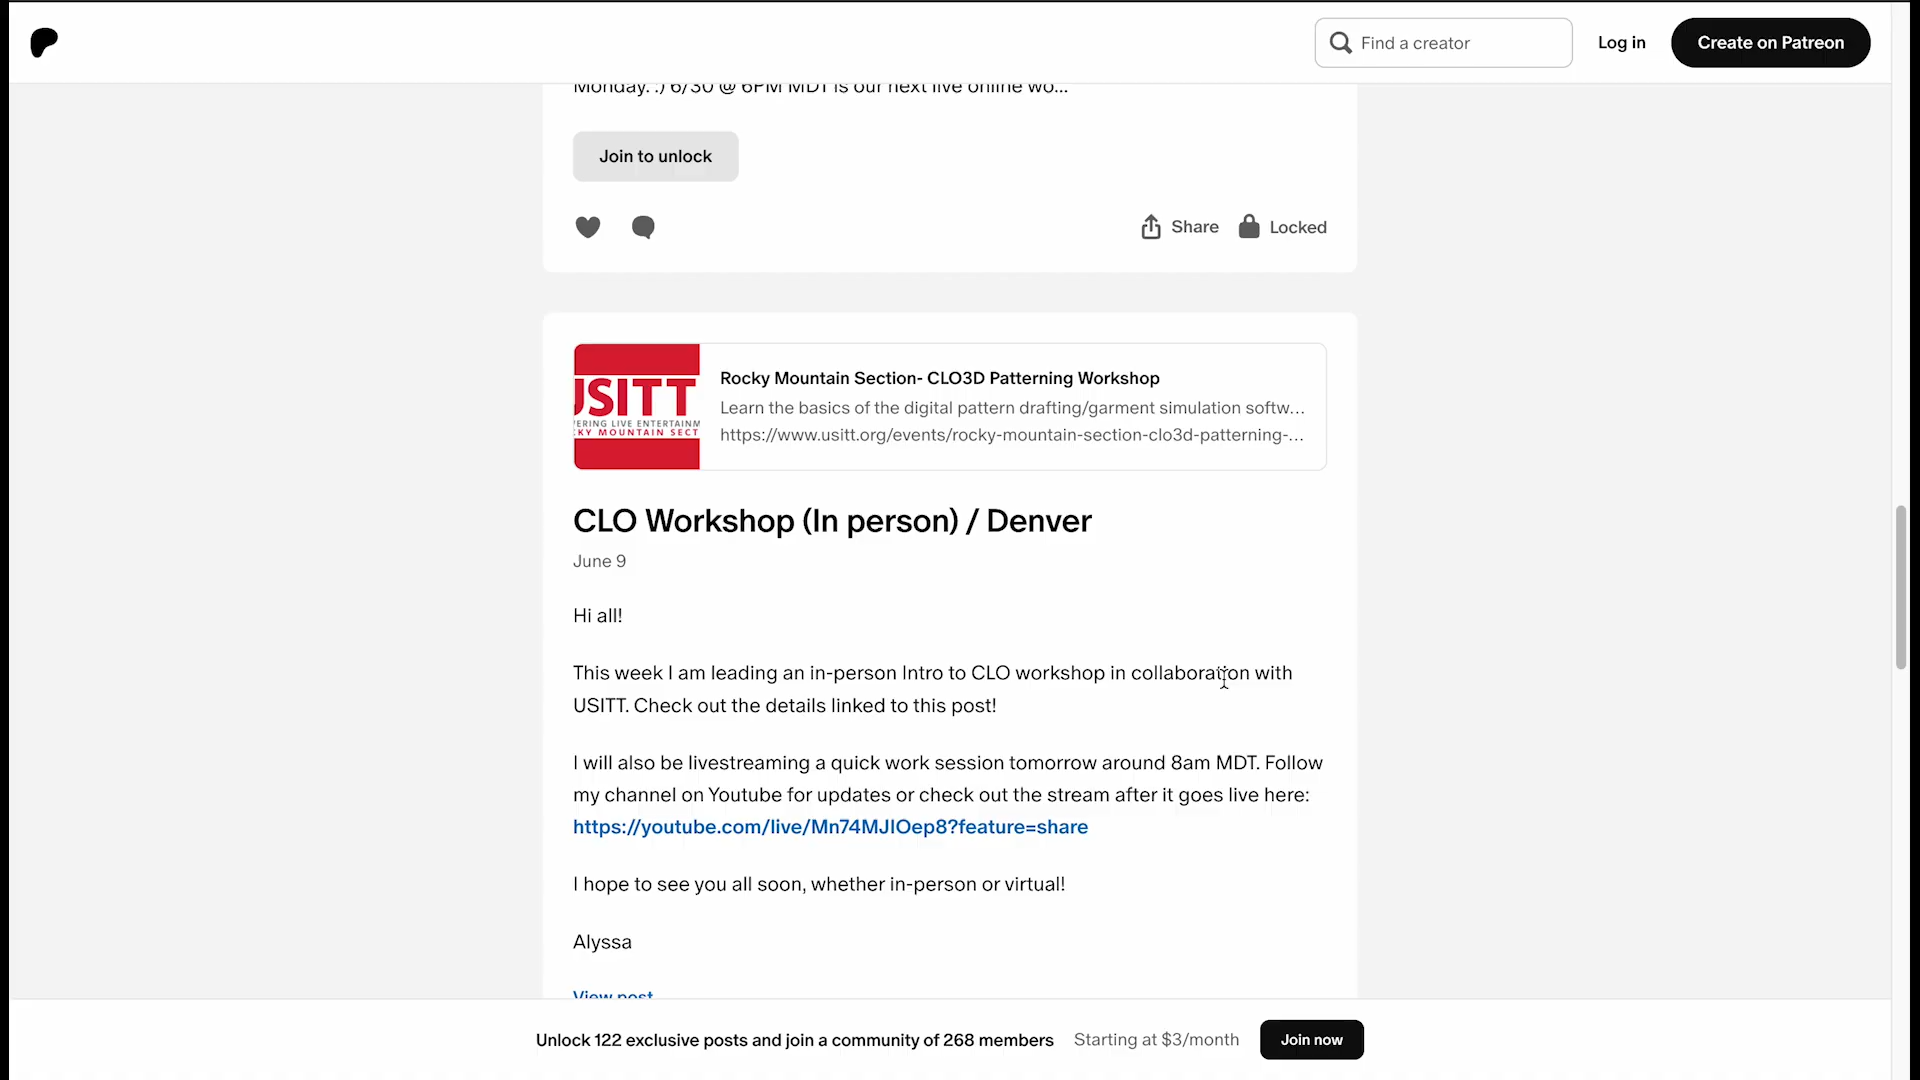 Find a creator
Log in
Create on Patreon
Monday. :) 6/30 @ 6PM MDT is our next live online wo...
Join to unlock
Share
Locked
USITT
ERING LIVE ENTERTAINM
KY MOUNTAIN SECT
Rocky Mountain Section- CLO3D Patterning Workshop
Learn the basics of the digital pattern drafting/garment simulation softw...
https://www.usitt.org/events/rocky-mountain-section-clo3d-patterning-...
CLO Workshop (In person) / Denver
June 9
Hi all!
This week I am leading an in-person Intro to CLO workshop in collaboration with
USITT. Check out the details linked to this post!
I will also be livestreaming a quick work session tomorrow around 8am MDT. Follow
my channel on Youtube for updates or check out the stream after it goes live here:
https://youtube.com/live/Mn74MJIOep8?feature=share
I hope to see you all soon, whether in-person or virtual!
Alyssa
View post
Unlock 122 exclusive posts and join a community of 268 members
Starting at $3/month
Join now